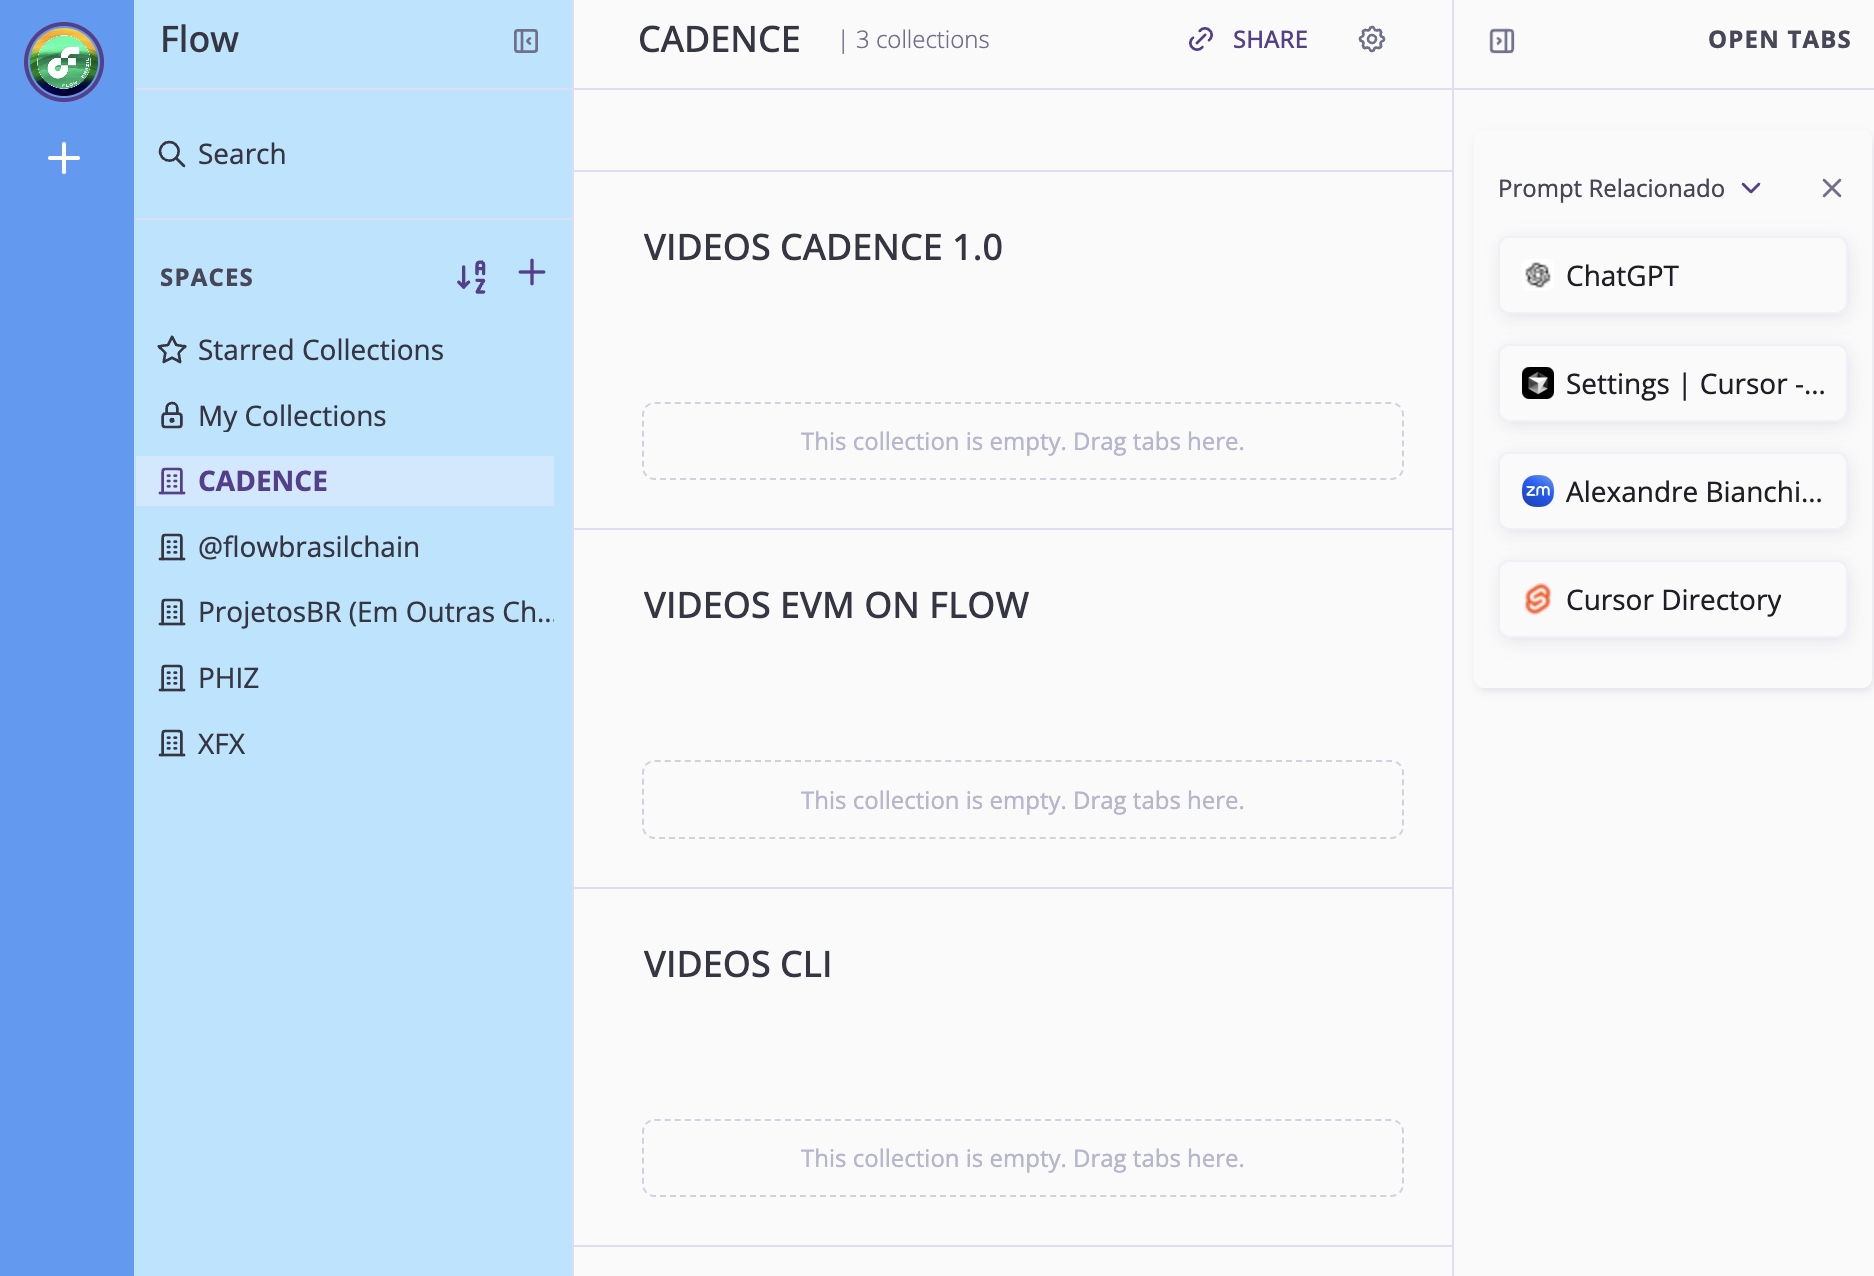 Flow
Search
SPACES
Starred Collections
My Collections
CADENCE
@flowbrasilchain
ProjetosBR (Em Outras Ch...
PHIZ
XFX
CADENCE | 3 collections SHARE
VIDEOS CADENCE 1.0
This collection is empty. Drag tabs here.
VIDEOS EVM ON FLOW
This collection is empty. Drag tabs here.
VIDEOS CLI
This collection is empty. Drag tabs here.
OPEN TABS
Prompt Relacionado
ChatGPT
Settings | Cursor -...
zm Alexandre Bianchi...
Cursor Directory